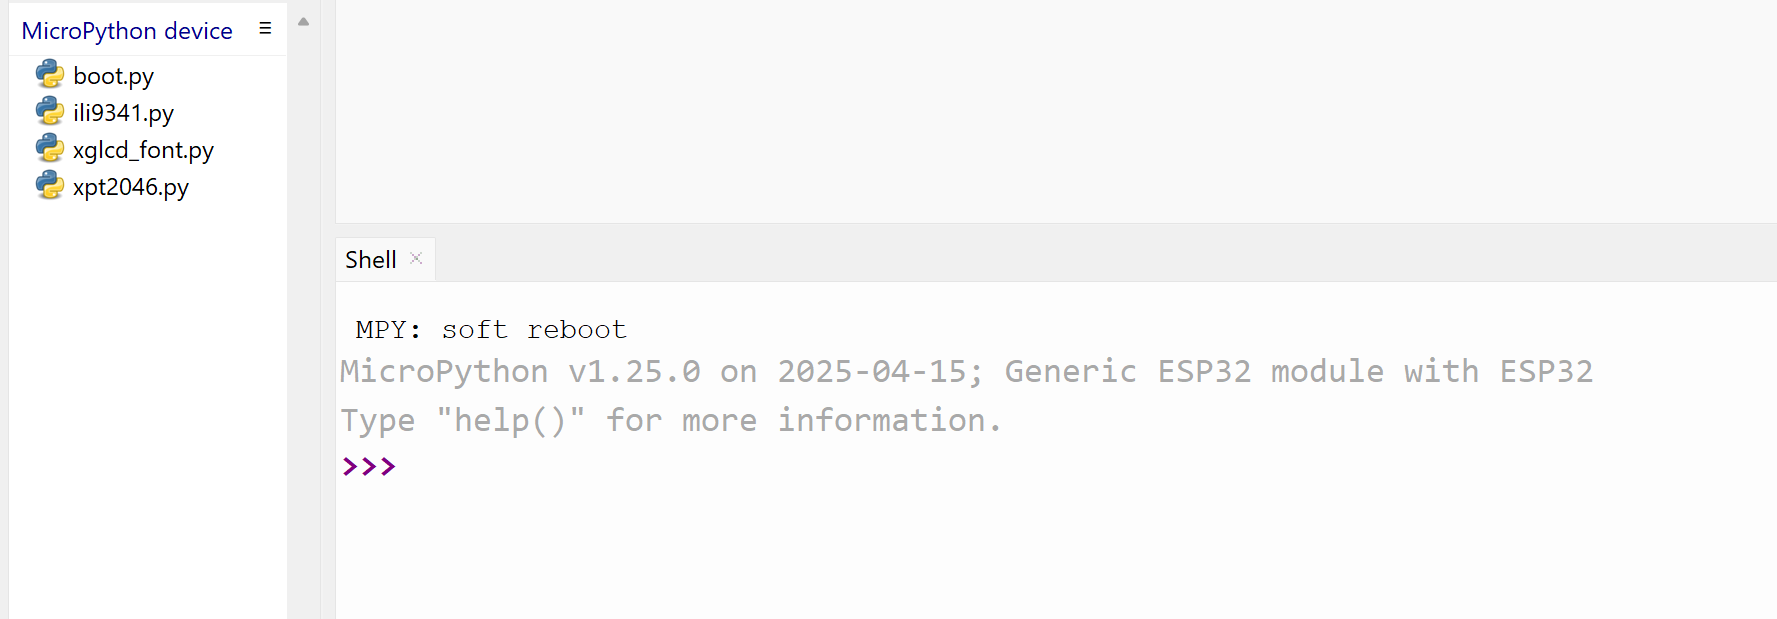 MicroPython device
boot.py
ili9341.py
xglcd_font.py
xpt2046.py
Shell
MPY: soft reboot
MicroPython v1.25.0 on 2025-04-15; Generic ESP32 module with ESP32
Type "help()" for more information.
>>>